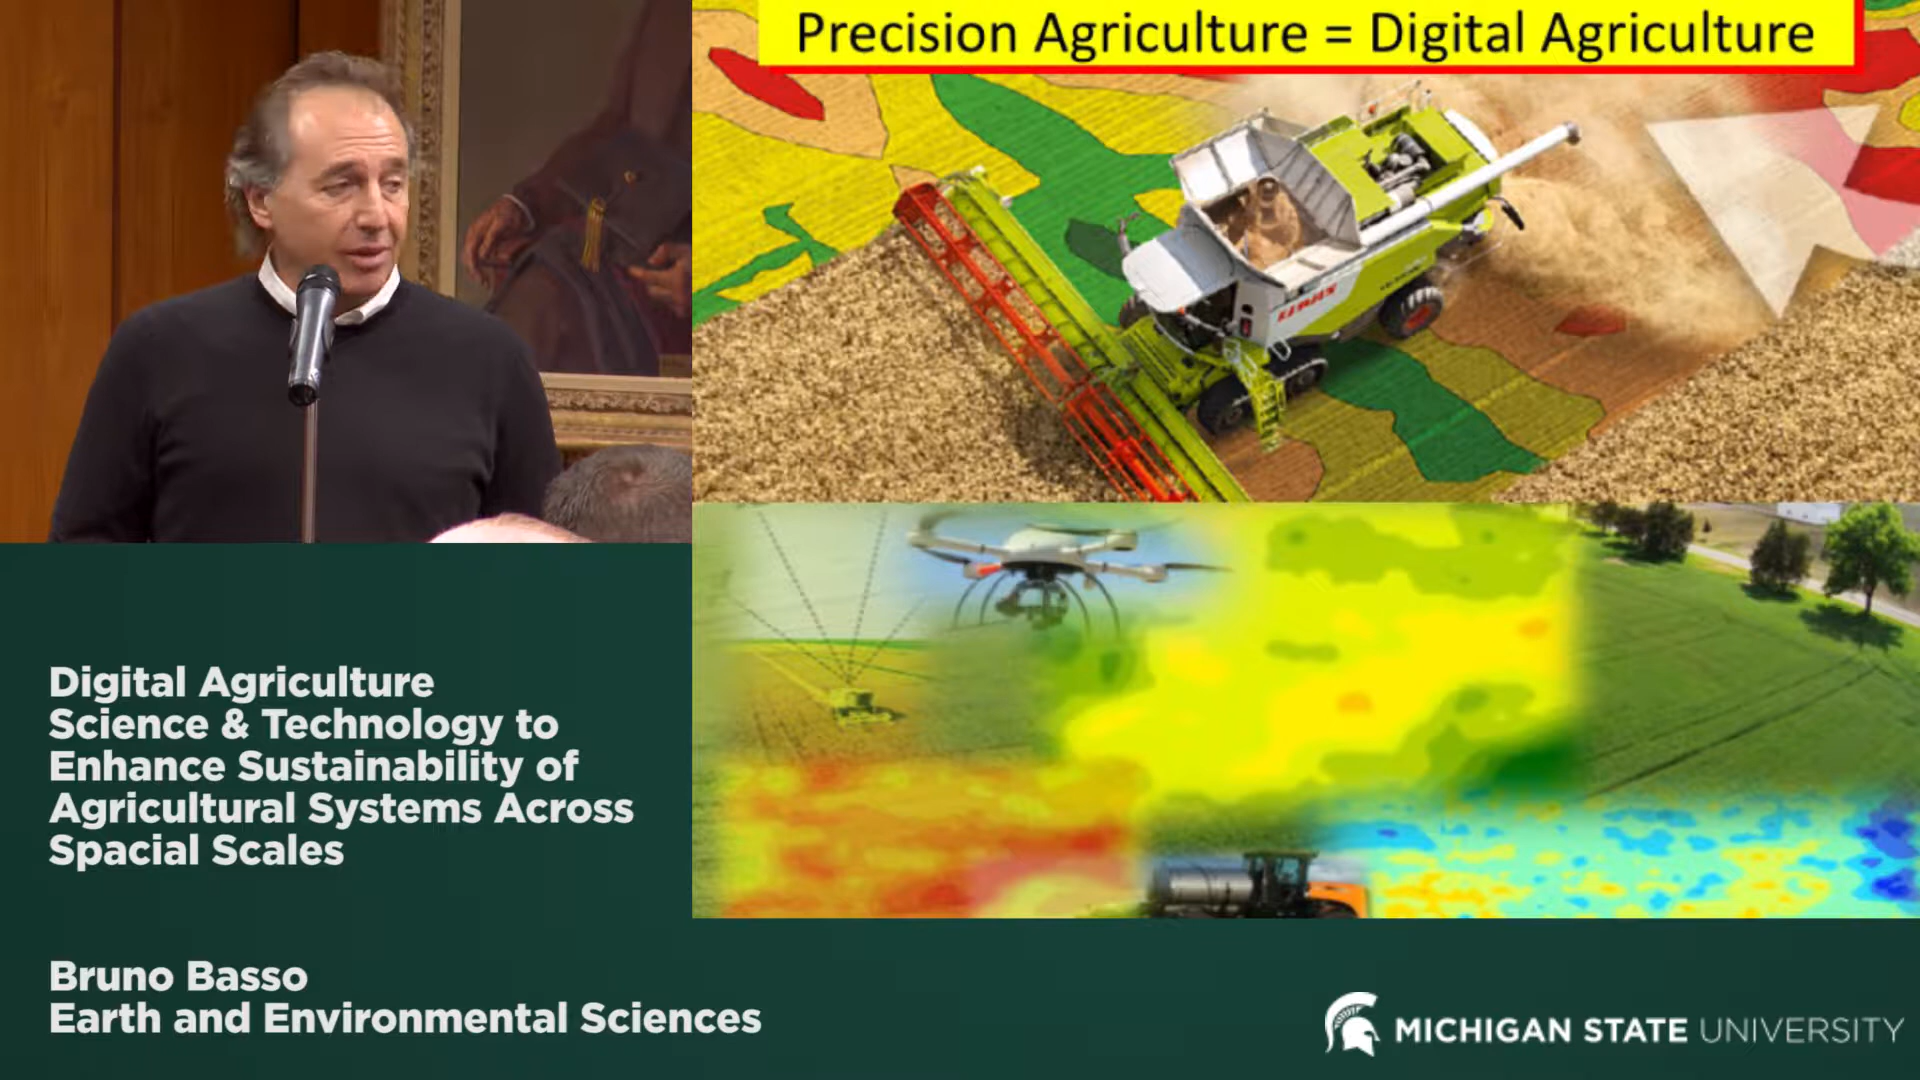 Precision Agriculture = Digital Agriculture
CLAAS
Digital Agriculture
Science & Technology to
Enhance Sustainability of
Agricultural Systems Across
Spacial Scales
Bruno Basso
Earth and Environmental Sciences
MICHIGAN STATE UNIVERSITY